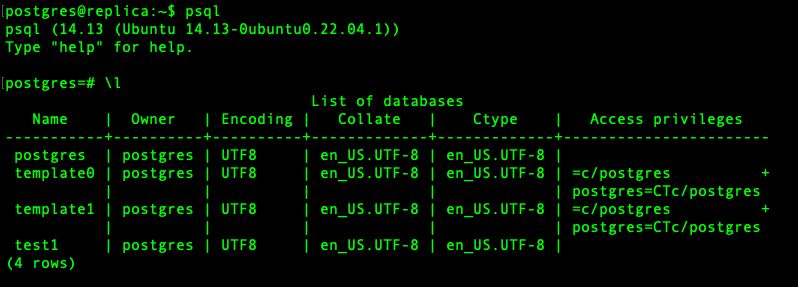 [postgres@replica:~$ psql
psql (14.13 (Ubuntu 14.13-0ubuntu0.22.04.1))
Type "help" for help.

[postgres=# \l
                                  List of databases
   Name    |  Owner   | Encoding |   Collate   |    Ctype    |   Access privileges
-----------+----------+----------+-------------+-------------+-----------------------
 postgres  | postgres | UTF8     | en_US.UTF-8 | en_US.UTF-8 |
 template0 | postgres | UTF8     | en_US.UTF-8 | en_US.UTF-8 | =c/postgres          +
           |          |          |             |             | postgres=CTc/postgres
 template1 | postgres | UTF8     | en_US.UTF-8 | en_US.UTF-8 | =c/postgres          +
           |          |          |             |             | postgres=CTc/postgres
 test1     | postgres | UTF8     | en_US.UTF-8 | en_US.UTF-8 |
(4 rows)